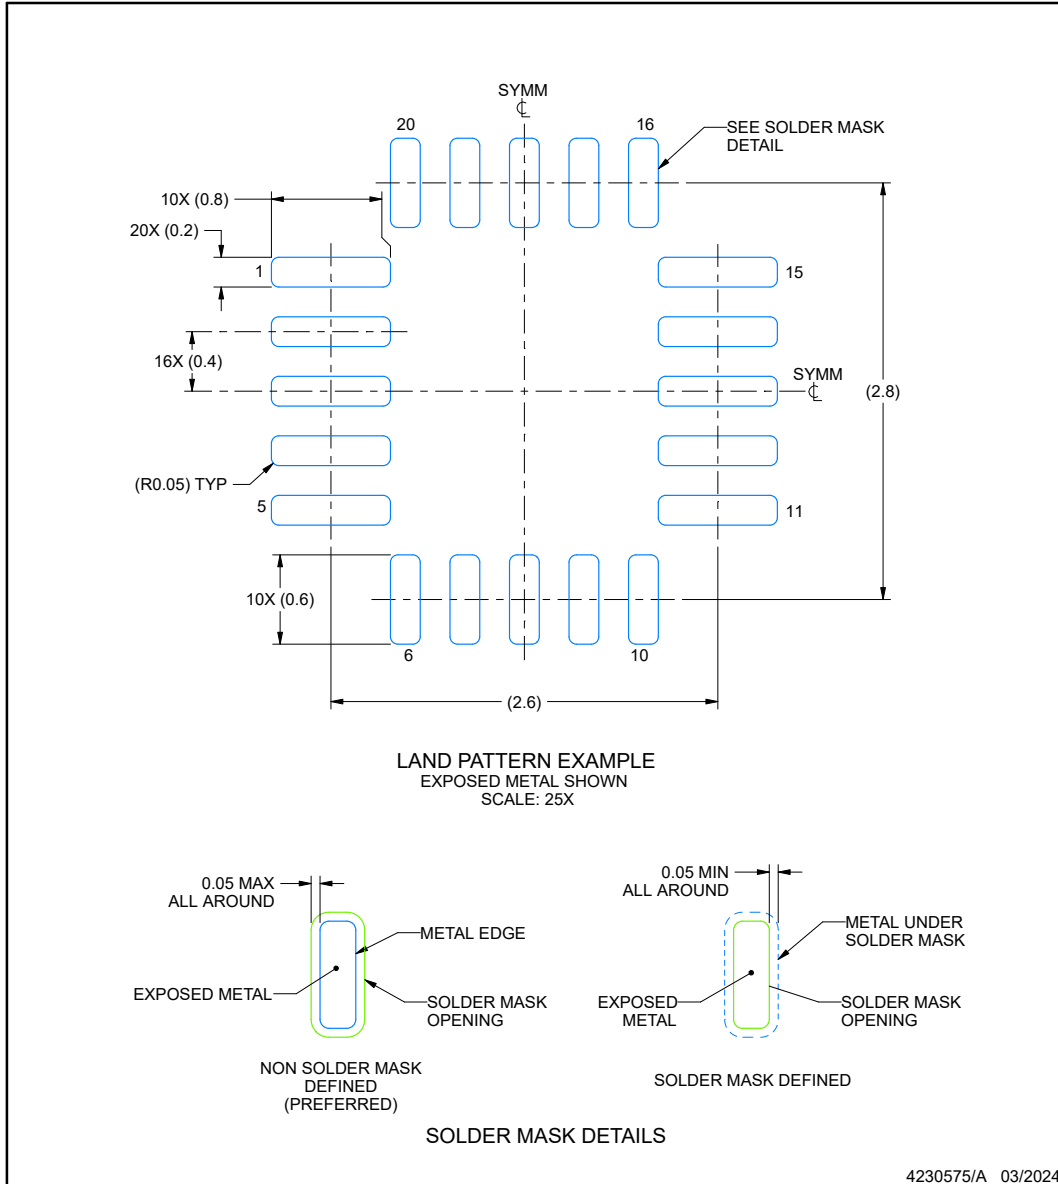 SYMM
℄
20
16
SEE SOLDER MASK
DETAIL
10X (0.8)
20X (0.2)
1
15
16X (0.4)
SYMM
℄
(2.8)
(R0.05) TYP
5
11
10X (0.6)
6
10
(2.6)
LAND PATTERN EXAMPLE
EXPOSED METAL SHOWN
SCALE: 25X
0.05 MAX
ALL AROUND
METAL EDGE
EXPOSED METAL
SOLDER MASK
OPENING
NON SOLDER MASK
DEFINED
(PREFERRED)
0.05 MIN
ALL AROUND
METAL UNDER
SOLDER MASK
EXPOSED
METAL
SOLDER MASK
OPENING
SOLDER MASK DEFINED
SOLDER MASK DETAILS
4230575/A 03/2024